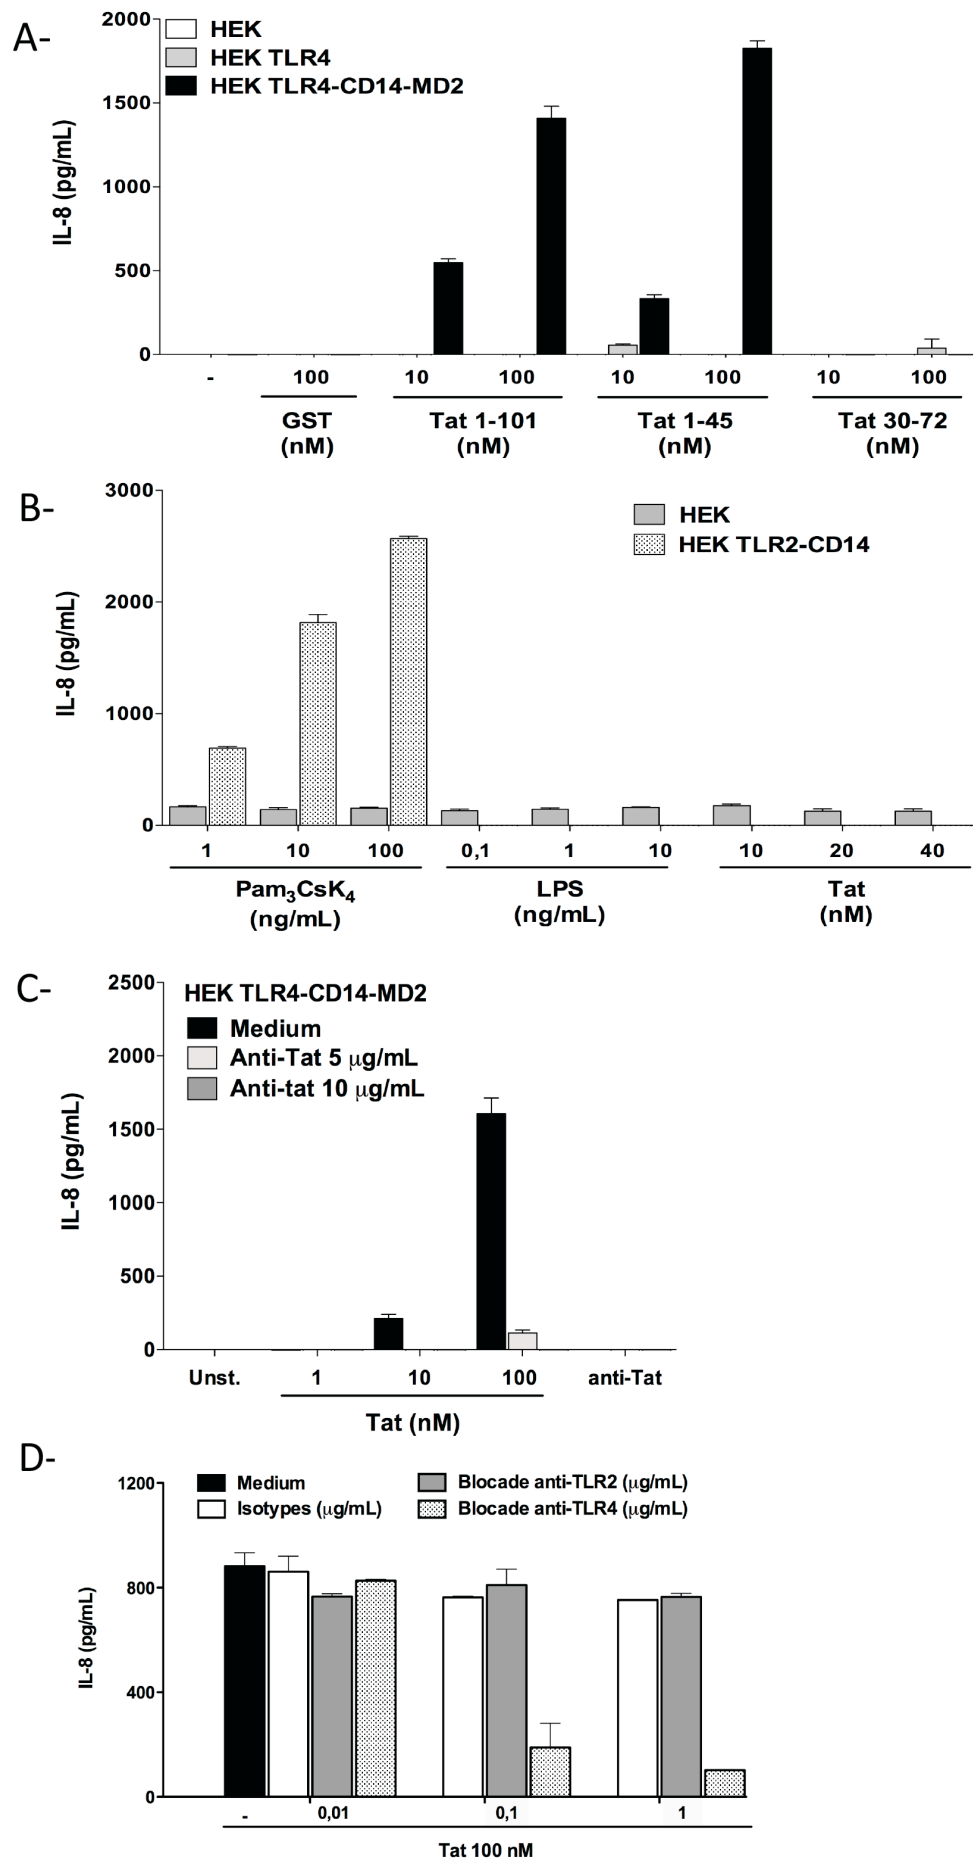 A-
HEK
HEK TLR4
HEK TLR4-CD14-MD2
IL-8 (pg/mL)
2000
1500
1000
500
0
- 100 10 100 10 100 10 100
GST Tat 1-101 Tat 1-45 Tat 30-72
(nM) (nM) (nM) (nM)
B-
HEK
HEK TLR2-CD14
IL-8 (pg/mL)
3000
2000
1000
0
1 10 100 0,1 1 10 10 20 40
Pam₃CsK₄ LPS Tat
(ng/mL) (ng/mL) (nM)
C-
HEK TLR4-CD14-MD2
Medium
Anti-Tat 5 μg/mL
Anti-tat 10 μg/mL
IL-8 (pg/mL)
2500
2000
1500
1000
500
0
Unst. 1 10 100 anti-Tat
Tat (nM)
D-
Medium
Isotypes (μg/mL)
Blocade anti-TLR2 (μg/mL)
Blocade anti-TLR4 (μg/mL)
IL-8 (pg/mL)
1200
800
400
0
- 0,01 0,1 1
Tat 100 nM